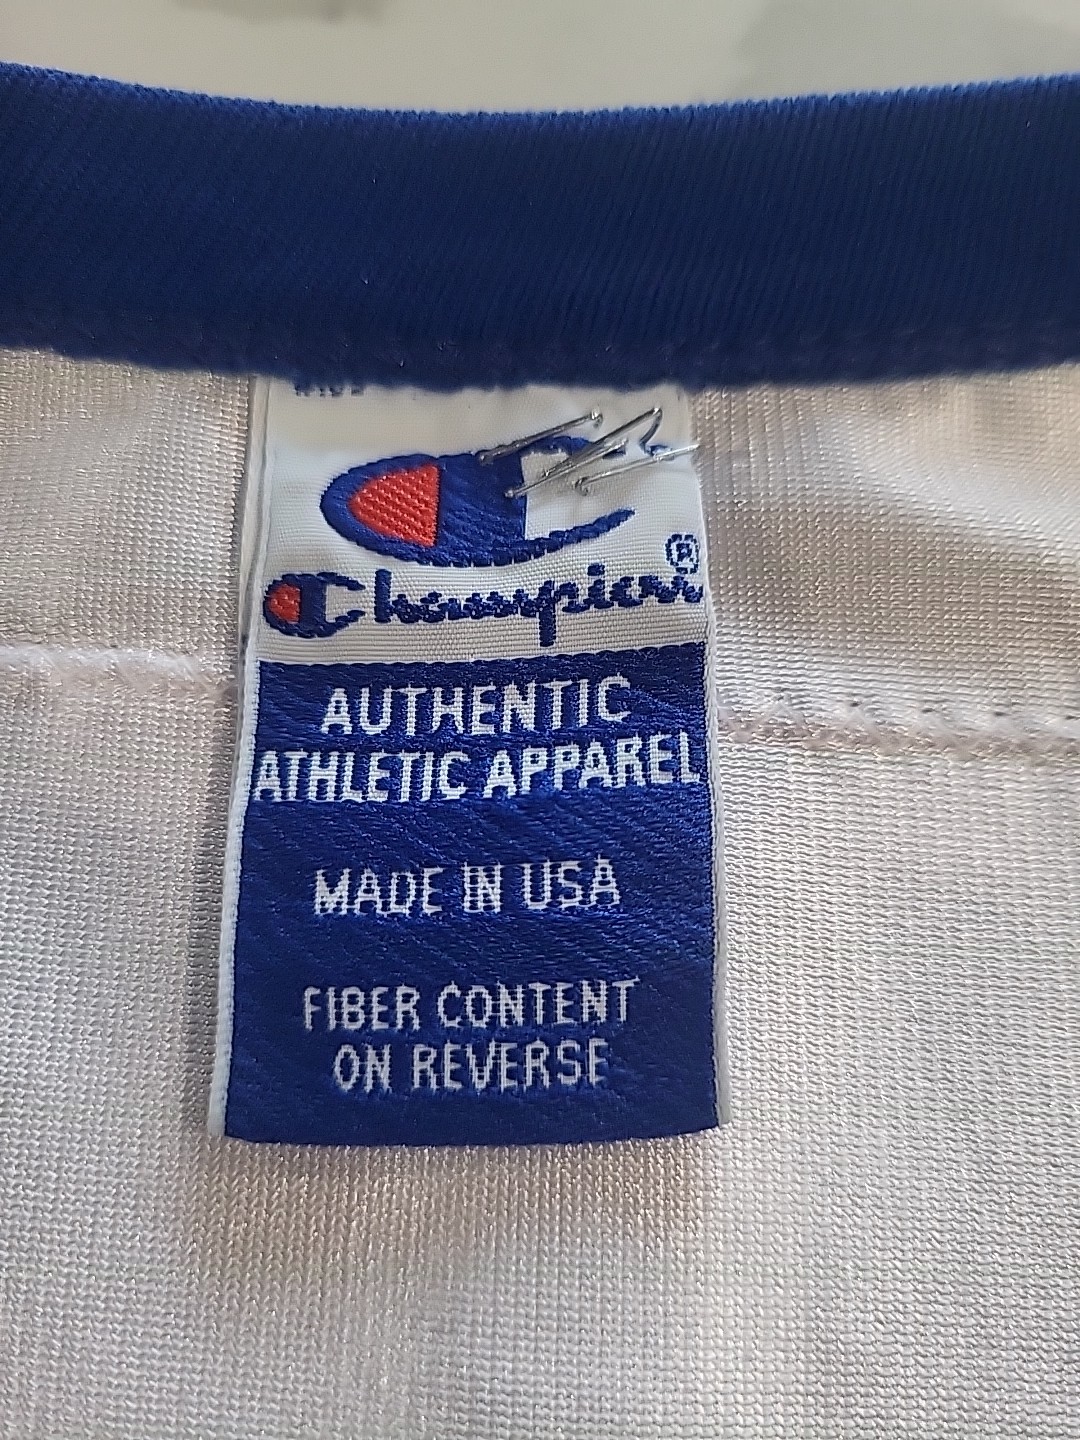 Champion®
AUTHENTIC
ATHLETIC APPAREL
MADE IN USA
FIBER CONTENT
ON REVERSE